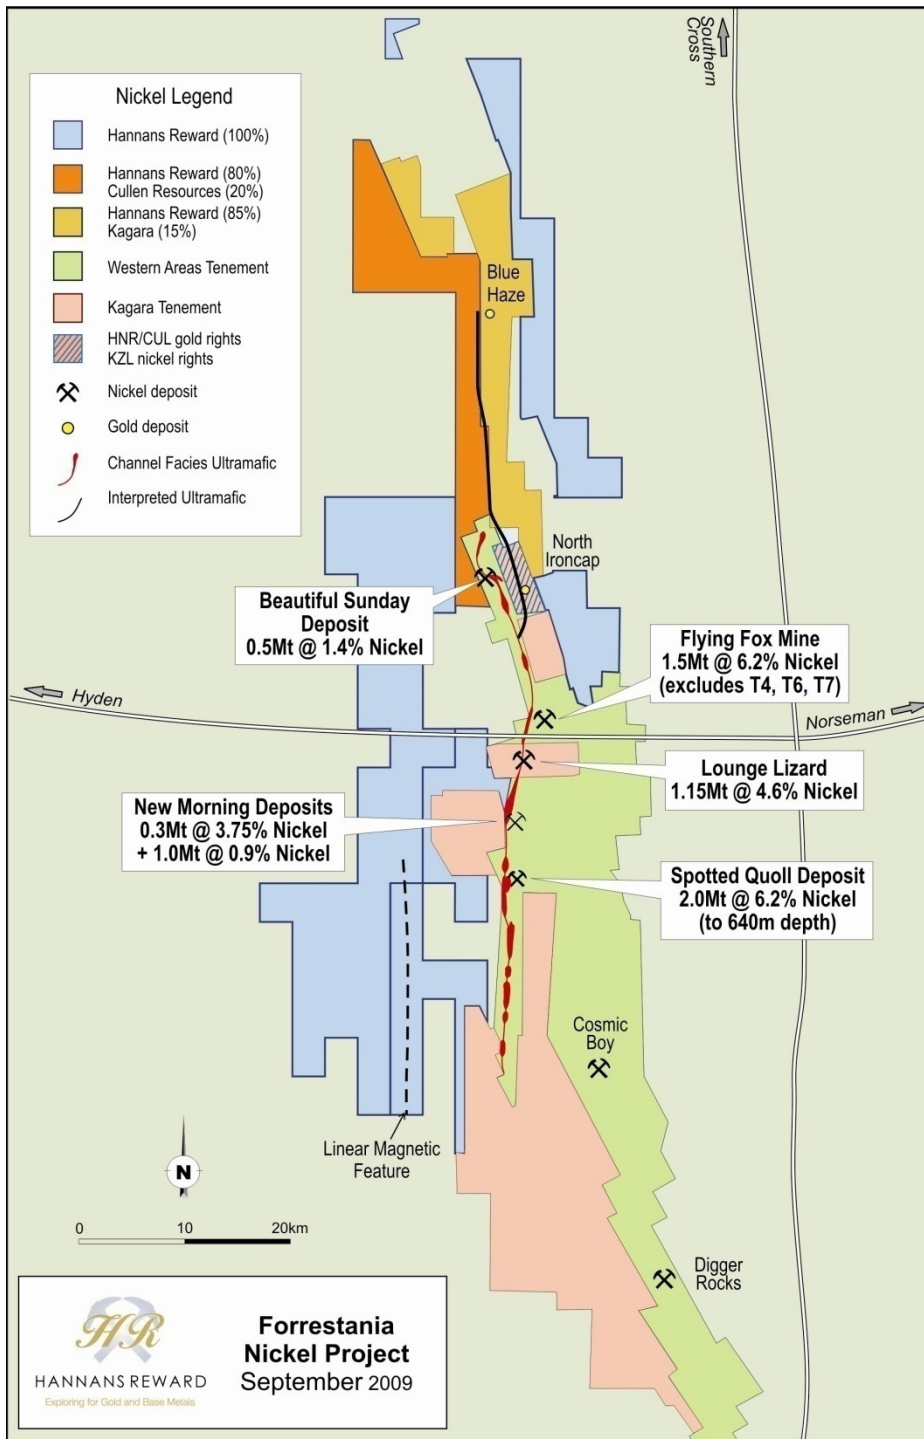 Southern
Cross
Nickel Legend
Hannans Reward (100%)
Hannans Reward (80%)
Cullen Resources (20%)
Hannans Reward (85%)
Kagara (15%)
Western Areas Tenement
Kagara Tenement
HNR/CUL gold rights
KZL nickel rights
Nickel deposit
Gold deposit
Channel Facies Ultramafic
Interpreted Ultramafic
Blue
Haze
North
Ironcap
Beautiful Sunday
Deposit
0.5Mt @ 1.4% Nickel
Flying Fox Mine
1.5Mt @ 6.2% Nickel
(excludes T4, T6, T7)
Hyden
Norseman
Lounge Lizard
1.15Mt @ 4.6% Nickel
New Morning Deposits
0.3Mt @ 3.75% Nickel
+ 1.0Mt @ 0.9% Nickel
Spotted Quoll Deposit
2.0Mt @ 6.2% Nickel
(to 640m depth)
Cosmic
Boy
Linear Magnetic
Feature
N
0 10 20km
Digger
Rocks
HR
HANNANS REWARD
Exploring for Gold and Base Metals
Forrestania
Nickel Project
September 2009